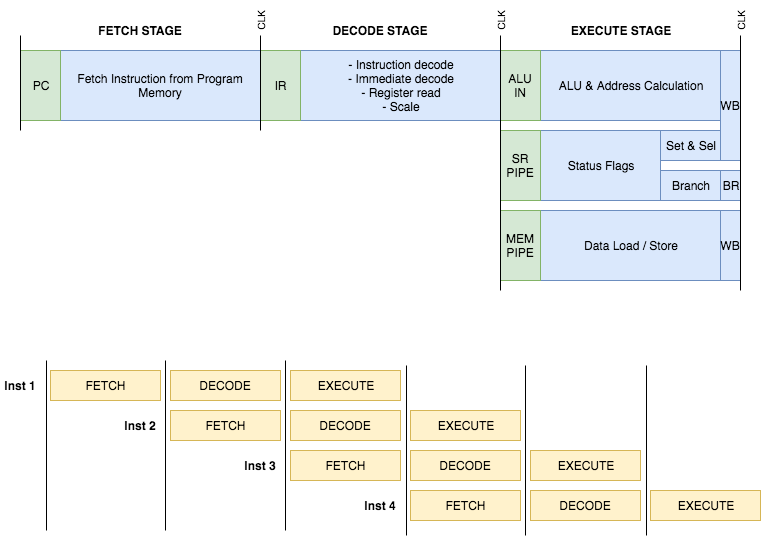 CLK
CLK
CLK
FETCH STAGE
DECODE STAGE
EXECUTE STAGE
PC
Fetch Instruction from Program
Memory
IR
- Instruction decode
- Immediate decode
- Register read
- Scale
ALU
IN
ALU & Address Calculation
WB
SR
PIPE
Status Flags
Set & Sel
Branch
BR
MEM
PIPE
Data Load / Store
WB
Inst 1
FETCH
DECODE
EXECUTE
Inst 2
FETCH
DECODE
EXECUTE
Inst 3
FETCH
DECODE
EXECUTE
Inst 4
FETCH
DECODE
EXECUTE